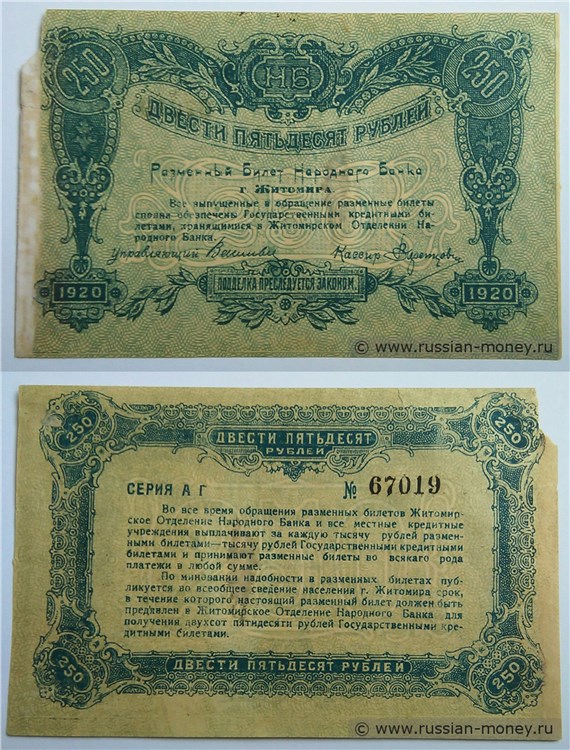 250 НБ 250
ДВЕСТИ ПЯТЬДЕСЯТ РУБЛЕЙ
Разменный Билет Народного Банка
г. Житомира.
Все выпущенные в обращение разменные билеты
сполна обеспечены Государственными кредитными би-
летами, хранящимися в Житомирском Отделении На-
родного Банка.
Управляющий Кассир
1920 ПОДДЕЛКА ПРЕСЛЕДУЕТСЯ ЗАКОНОМ. 1920
© www.russian-money.ru
250 ДВЕСТИ ПЯТЬДЕСЯТ 250
РУБЛЕЙ
СЕРИЯ А Г № 67019
Во все время обращения разменных билетов Житомир-
ское Отделение Народного Банка и все местные кредитные
учреждения выплачивают за каждую тысячу рублей размен-
ными билетами—тысячу рублей Государственными кредитными
билетами и принимают разменные билеты во всякого рода
платежи в любой сумме.
По миновании надобности в разменных билетах пуб-
ликуется во всеобщее сведение населения г. Житомира срок,
в течение которого настоящий разменный билет должен быть
предъявлен в Житомирское Отделение Народного Банка для
получения двухсот пятидесяти рублей Государственными кре-
дитными билетами.
250 ДВЕСТИ ПЯТЬДЕСЯТ РУБЛЕЙ 250
© www.russian-money.ru